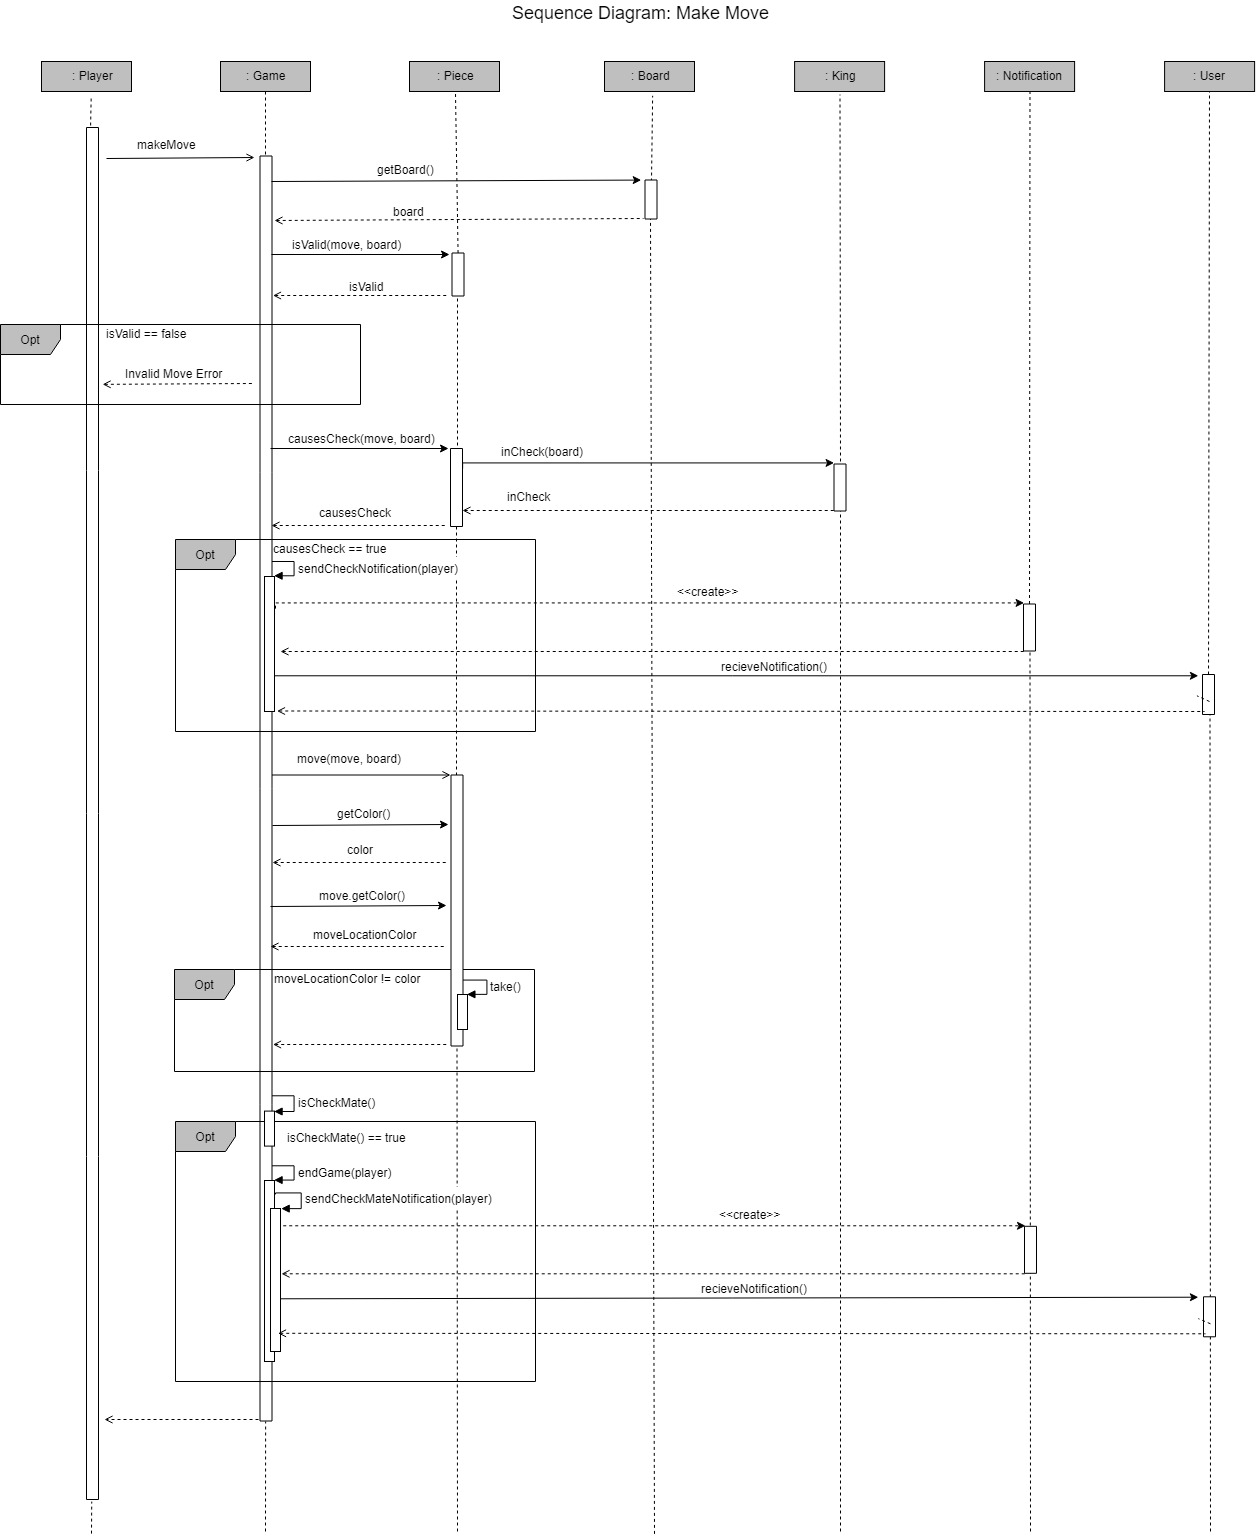 Sequence Diagram: Make Move
: Player
: Game
: Piece
: Board
: King
: Notification
: User
makeMove
getBoard()
board
isValid(move, board)
isValid
Opt
isValid == false
Invalid Move Error
causesCheck(move, board)
inCheck(board)
inCheck
causesCheck
Opt
causesCheck == true
sendCheckNotification(player)
<<create>>
recieveNotification()
move(move, board)
getColor()
color
move.getColor()
moveLocationColor
Opt
moveLocationColor != color
take()
isCheckMate()
Opt
isCheckMate() == true
endGame(player)
sendCheckMateNotification(player)
<<create>>
recieveNotification()